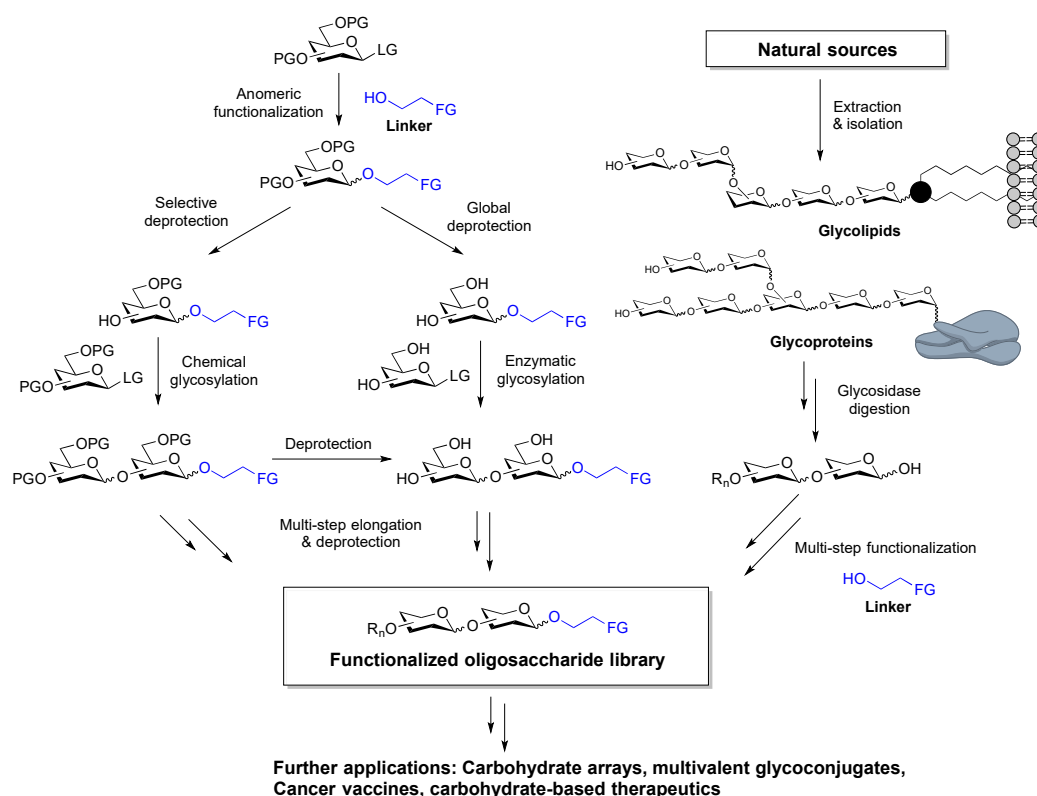 OPG
O
LG
PGO
Anomeric
functionalization
HO
FG
Linker
OPG
O
PGO
O
FG
Selective
deprotection
Global
deprotection
OPG
O
HO
O
FG
OH
O
HO
O
FG
OPG
O
PGO
LG
Chemical
glycosylation
OH
O
HO
LG
Enzymatic
glycosylation
OPG
OPG
O
O
PGO
O
O
FG
Deprotection
OH
OH
O
O
HO
O
O
FG
Multi-step elongation
& deprotection
Natural sources
Extraction
& isolation
HO
O
O
O
O
O
O
O
O
O
O
Glycolipids
HO
O
O
O
O
HO
O
O
O
O
O
O
O
O
O
O
Glycoproteins
Glycosidase
digestion
O
O
OH
RnO
O
Multi-step functionalization
HO
FG
Linker
O
O
O
FG
RnO
O
Functionalized oligosaccharide library
Further applications: Carbohydrate arrays, multivalent glycoconjugates,
Cancer vaccines, carbohydrate-based therapeutics